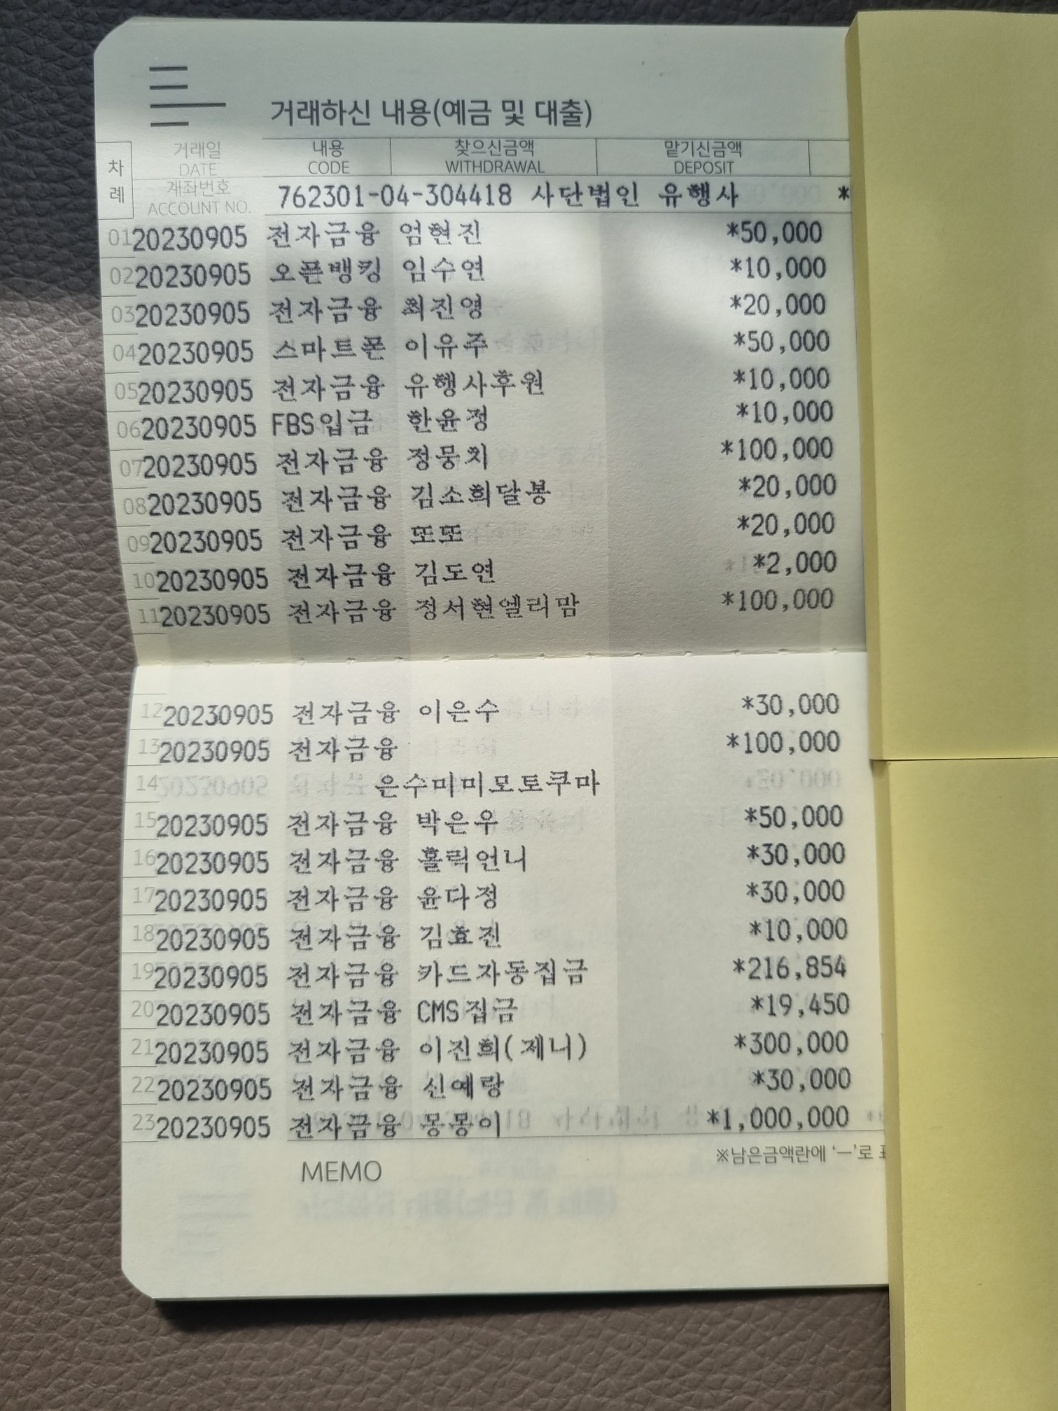 거래하신 내용(예금 및 대출)
차례 거래일 DATE 내용 CODE 찾으신금액 WITHDRAWAL 맡기신금액 DEPOSIT
계좌번호 ACCOUNT NO. 762301-04-304418 사단법인 유행사 *
01 20230905 전자금융 엄현진 *50,000
02 20230905 오픈뱅킹 임수연 *10,000
03 20230905 전자금융 최진영 *20,000
04 20230905 스마트폰 이유주 *50,000
05 20230905 전자금융 유행사후원 *10,000
06 20230905 FBS입금 한윤정 *10,000
07 20230905 전자금융 정뭉치 *100,000
08 20230905 전자금융 김소희달봉 *20,000
09 20230905 전자금융 또또 *20,000
10 20230905 전자금융 김도연 *2,000
11 20230905 전자금융 정서현엘리맘 *100,000
12 20230905 전자금융 이은수 *30,000
13 20230905 전자금융 *100,000
14 은수미미모토쿠마
15 20230905 전자금융 박은우 *50,000
16 20230905 전자금융 홀릭언니 *30,000
17 20230905 전자금융 윤다정 *30,000
18 20230905 전자금융 김효진 *10,000
19 20230905 전자금융 카드자동집금 *216,854
20 20230905 전자금융 CMS집금 *19,450
21 20230905 전자금융 이진희(제니) *300,000
22 20230905 전자금융 신예랑 *30,000
23 20230905 전자금융 몽몽이 *1,000,000
※남은금액란에 '-'로
MEMO